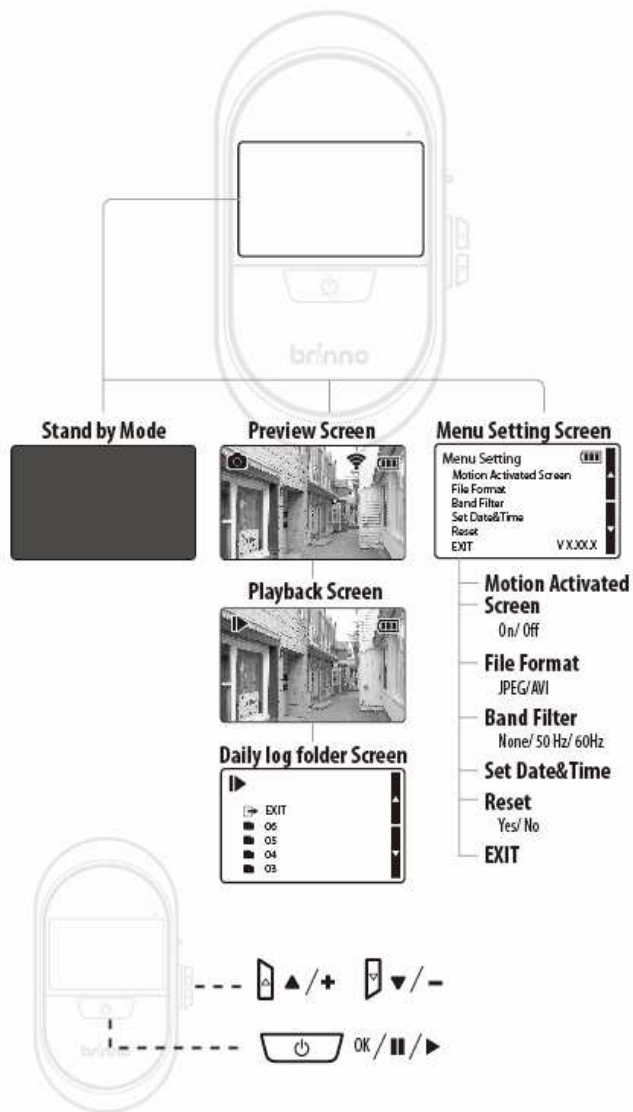 brinno
Stand by Mode
Preview Screen
Menu Setting Screen
Menu Setting
Motion Activated Screen
File Format
Band Filter
Set Date&Time
Reset
EXIT V X.XX.X
Playback Screen
Daily log folder Screen
EXIT
06
05
04
03
Motion Activated
Screen
On/ Off
File Format
JPEG/AVI
Band Filter
None/ 50 Hz/ 60Hz
Set Date&Time
Reset
Yes/ No
EXIT
▲/+ ▼/-
brinno
OK/⏸/▶